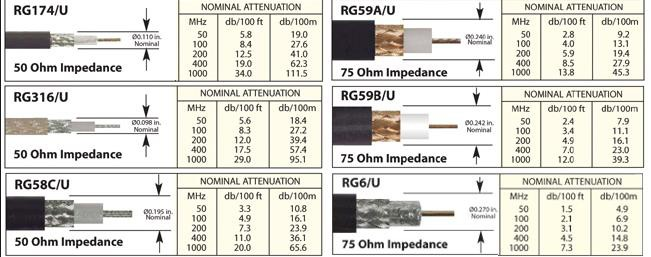 RG174/U
Ø0.110 in.
Nominal
50 Ohm Impedance
NOMINAL ATTENUATION
MHz db/100 ft db/100m
50 5.8 19.0
100 8.4 27.6
200 12.5 41.0
400 19.0 62.3
1000 34.0 111.5
RG59A/U
Ø0.240 in.
Nominal
75 Ohm Impedance
NOMINAL ATTENUATION
MHz db/100 ft db/100m
50 2.8 9.2
100 4.0 13.1
200 5.9 19.4
400 8.5 27.9
1000 13.8 45.3
RG316/U
Ø0.098 in.
Nominal
50 Ohm Impedance
NOMINAL ATTENUATION
MHz db/100 ft db/100m
50 5.6 18.4
100 8.3 27.2
200 12.0 39.4
400 17.5 57.4
1000 29.0 95.1
RG59B/U
Ø0.242 in.
Nominal
75 Ohm Impedance
NOMINAL ATTENUATION
MHz db/100 ft db/100m
50 2.4 7.9
100 3.4 11.1
200 4.9 16.1
400 7.0 23.0
1000 12.0 39.3
RG58C/U
Ø0.195 in.
Nominal
50 Ohm Impedance
NOMINAL ATTENUATION
MHz db/100 ft db/100m
50 3.3 10.8
100 4.9 16.1
200 7.3 23.9
400 11.0 36.1
1000 20.0 65.6
RG6/U
Ø0.270 in.
Nominal
75 Ohm Impedance
NOMINAL ATTENUATION
MHz db/100 ft db/100m
50 1.5 4.9
100 2.1 6.9
200 3.1 10.2
400 4.5 14.8
1000 7.3 23.9